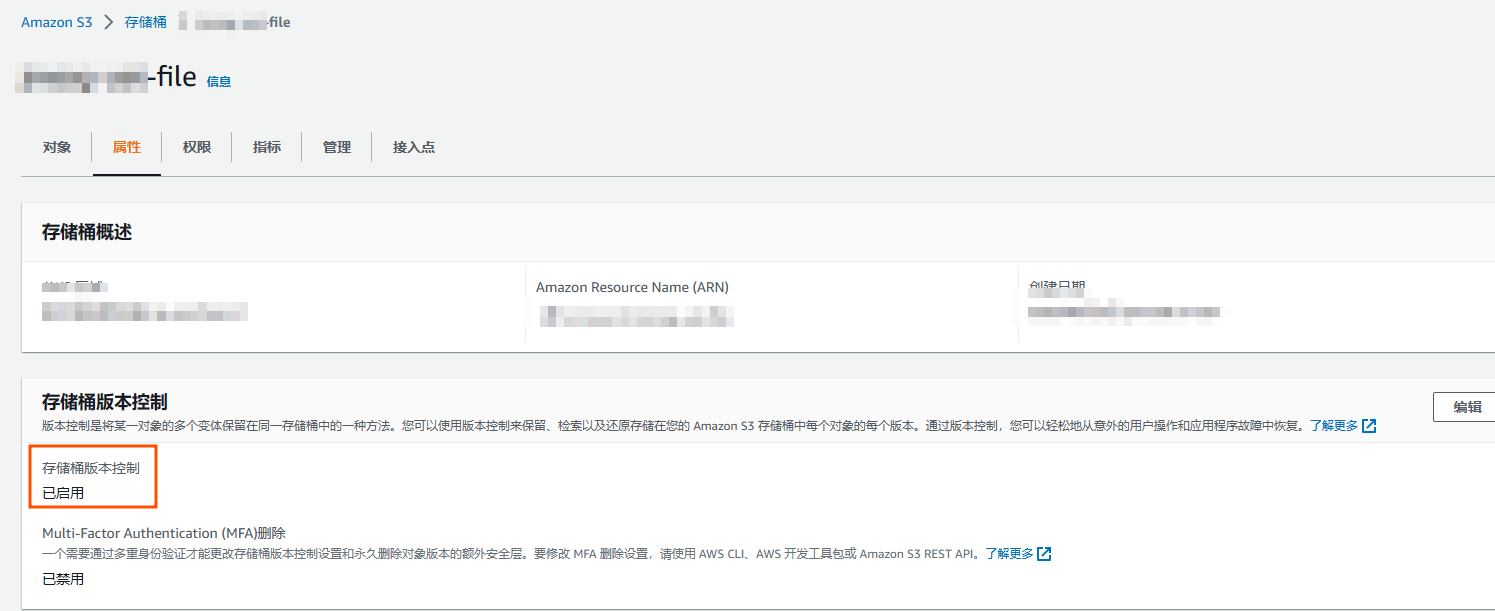 Amazon S3 > 存储桶 -file
-file 信息
对象 属性 权限 指标 管理 接入点
存储桶概述
Amazon Resource Name (ARN) 创建日期
存储桶版本控制
编辑
版本控制是将某一对象的多个变体保留在同一存储桶中的一种方法。您可以使用版本控制来保留、检索以及还原存储在您的 Amazon S3 存储桶中每个对象的每个版本。通过版本控制，您可以轻松地从意外的用户操作和应用程序故障中恢复。了解更多
存储桶版本控制
已启用
Multi-Factor Authentication (MFA)删除
一个需要通过多重身份验证才能更改存储桶版本控制设置和永久删除对象版本的额外安全层。要修改 MFA 删除设置，请使用 AWS CLI、AWS 开发工具包或 Amazon S3 REST API。了解更多
已禁用